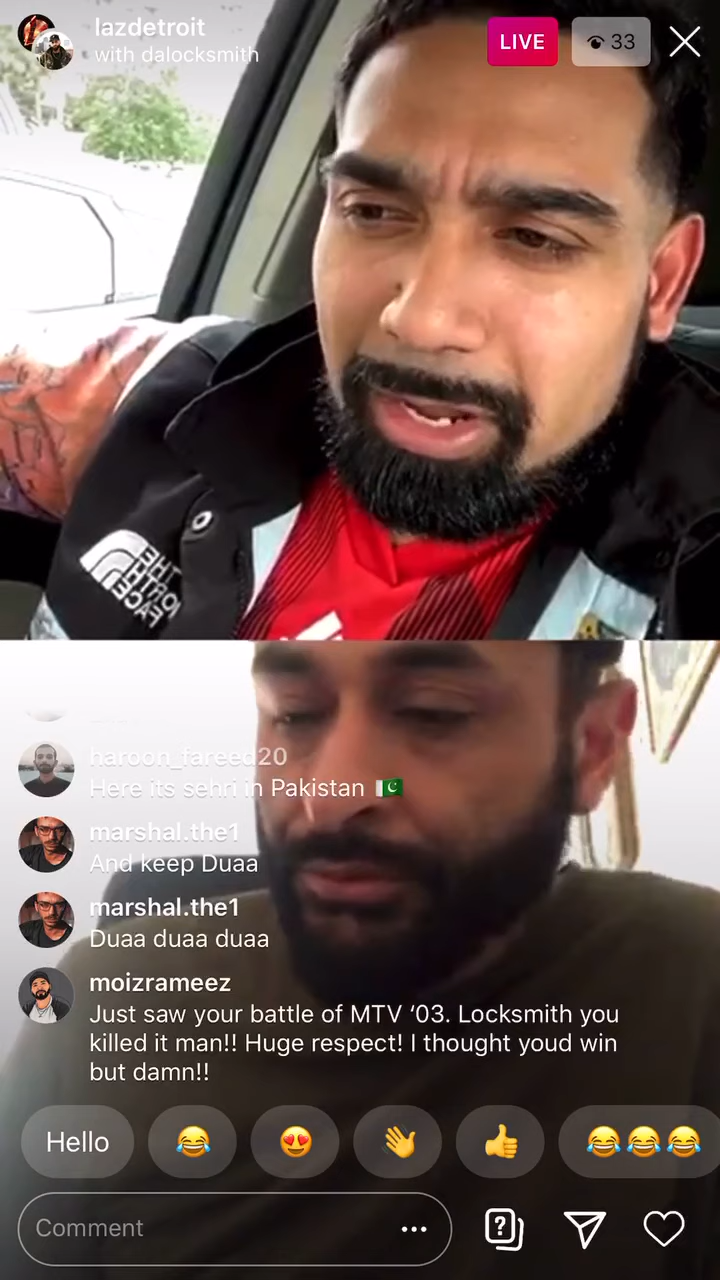 lazdetroit
with dalocksmith
LIVE
33
THE
NORTH
FACE
haroon_fareed20
Here its sehri in Pakistan 🇵🇰
marshal.the1
And keep Duaa
marshal.the1
Duaa duaa duaa
moizrameez
Just saw your battle of MTV ‘03. Locksmith you
killed it man!! Huge respect! I thought youd win
but damn!!
Hello 😂 😍 👋 👍 😂😂😂
Comment